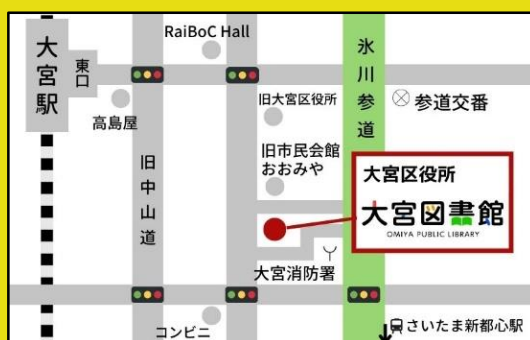 RaiBoC Hall
大宮駅
東口
高島屋
旧大宮区役所
氷川参道
参道交番
旧市民会館
おおみや
旧中山道
大宮区役所
大宮図書館
OMIYA PUBLIC LIBRARY
大宮消防署
コンビニ
さいたま新都心駅